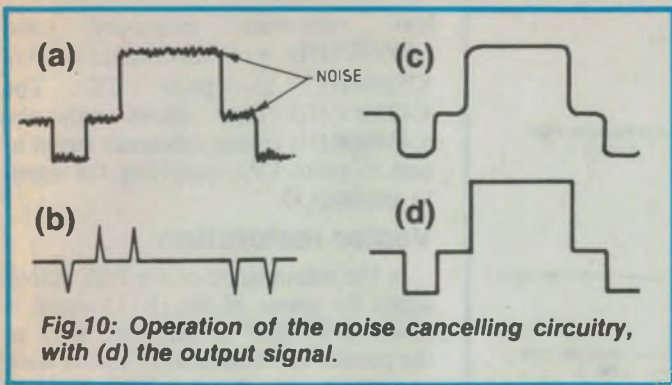 (a)
NOISE
(c)
(b)
(d)
Fig.10: Operation of the noise cancelling circuitry,
with (d) the output signal.